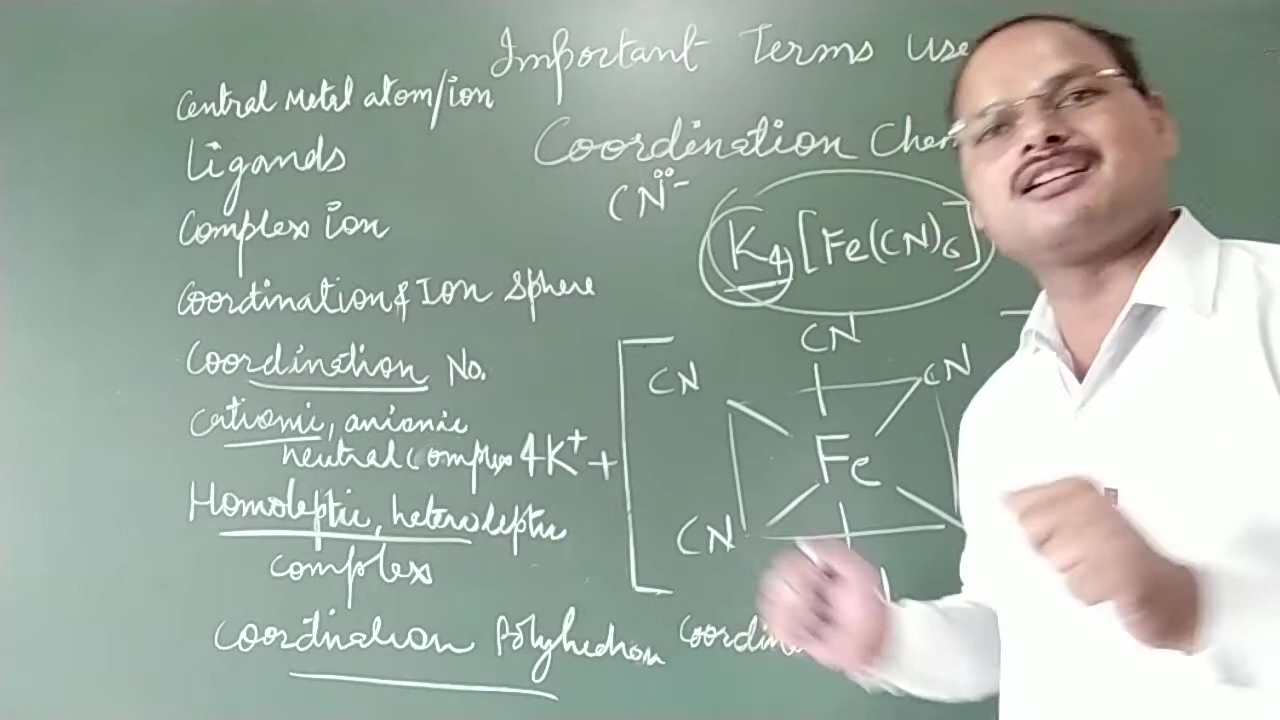 Important Terms Use
Coordination Chem
Central Metal atom/ion
Ligands
Complex ion
Coordination & Ion Sphere
Coordination No.
Cationic, anionic
neutral complex
Homoleptic, heteroleptic
complex
Coordination Polyhedron
CN⁻
K₄[Fe(CN)₆]
4K⁺ + [
CN
CN
CN
Fe
CN
Coordina